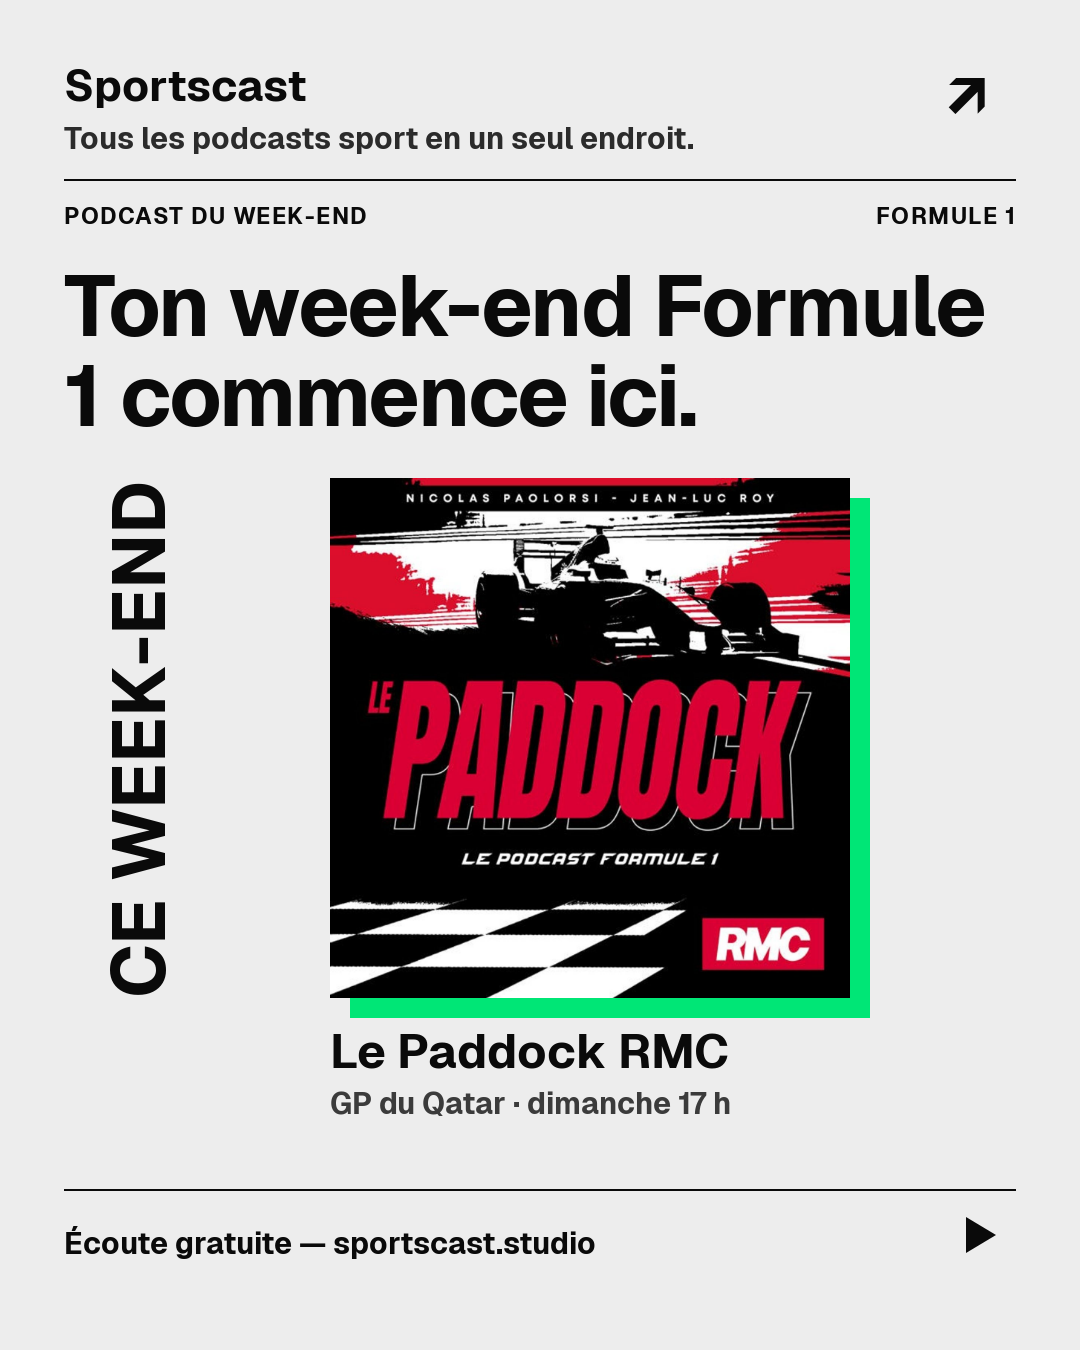 Sportscast
Tous les podcasts sport en un seul endroit.
PODCAST DU WEEK-END
FORMULE 1
Ton week-end Formule
1 commence ici.
CE WEEK-END
NICOLAS PAOLORSI - JEAN-LUC ROY
LE PADDOCK
LE PODCAST FORMULE 1
RMC
Le Paddock RMC
GP du Qatar · dimanche 17 h
Écoute gratuite — sportscast.studio